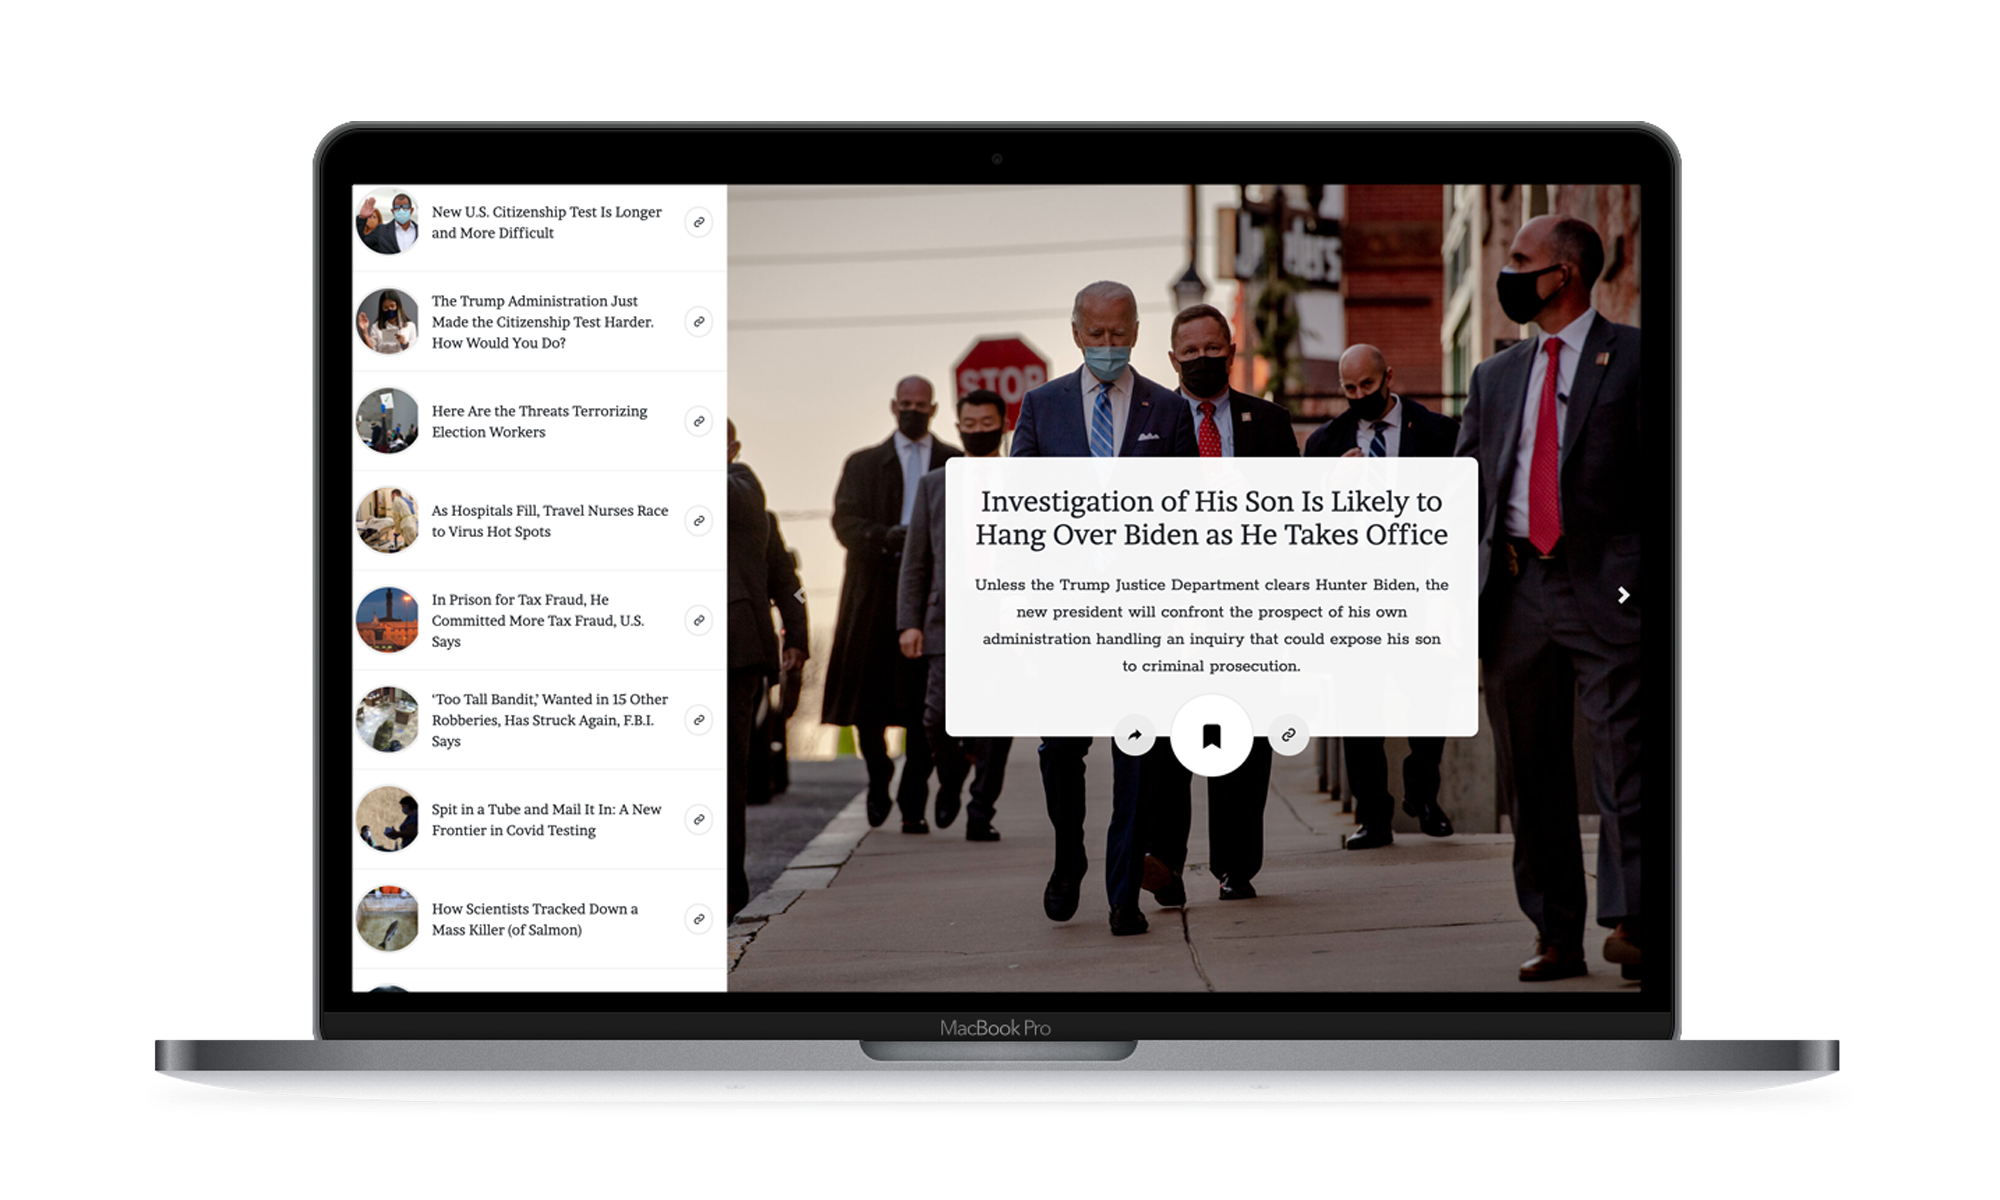 New U.S. Citizenship Test Is Longer
and More Difficult
The Trump Administration Just
Made the Citizenship Test Harder.
How Would You Do?
Here Are the Threats Terrorizing
Election Workers
As Hospitals Fill, Travel Nurses Race
to Virus Hot Spots
In Prison for Tax Fraud, He
Committed More Tax Fraud, U.S.
Says
‘Too Tall Bandit,’ Wanted in 15 Other
Robberies, Has Struck Again, F.B.I.
Says
Spit in a Tube and Mail It In: A New
Frontier in Covid Testing
How Scientists Tracked Down a
Mass Killer (of Salmon)
STOP
Investigation of His Son Is Likely to
Hang Over Biden as He Takes Office
Unless the Trump Justice Department clears Hunter Biden, the
new president will confront the prospect of his own
administration handling an inquiry that could expose his son
to criminal prosecution.
MacBook Pro